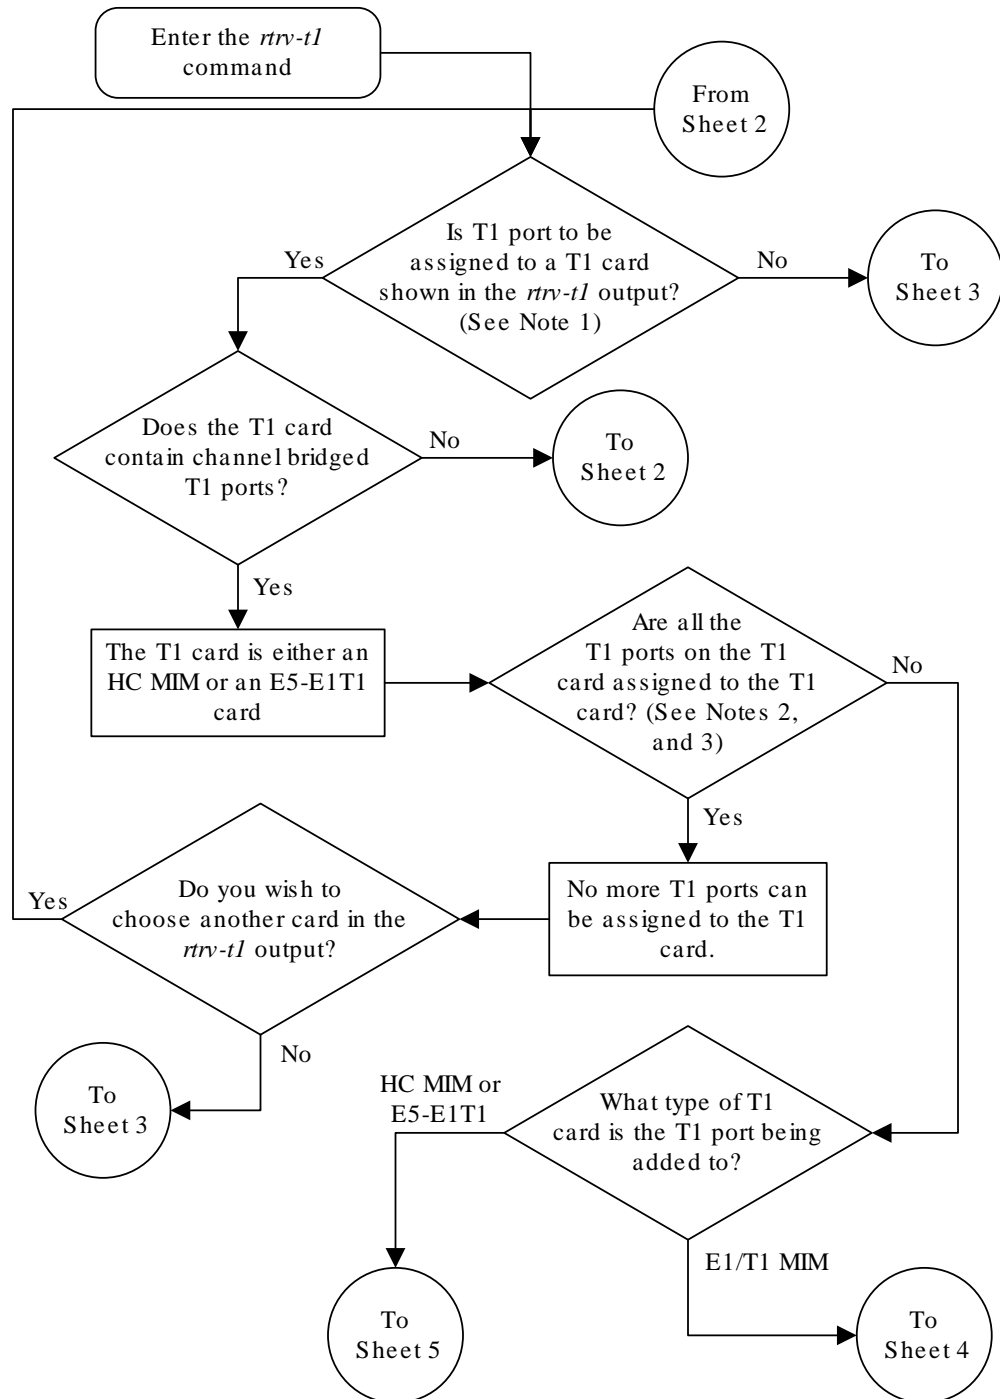 Enter the rtrv-t1
command
From
Sheet 2
Is T1 port to be
assigned to a T1 card
shown in the rtrv-t1 output?
(See Note 1)
Yes
No
To
Sheet 3
Does the T1 card
contain channel bridged
T1 ports?
No
To
Sheet 2
Yes
The T1 card is either an
HC MIM or an E5-E1T1
card
Are all the
T1 ports on the T1
card assigned to the T1
card? (See Notes 2,
and 3)
No
Yes
No more T1 ports can
be assigned to the T1
card.
Do you wish to
choose another card in the
rtrv-t1 output?
Yes
No
To
Sheet 3
What type of T1
card is the T1 port being
added to?
HC MIM or
E5-E1T1
E1/T1 MIM
To
Sheet 5
To
Sheet 4